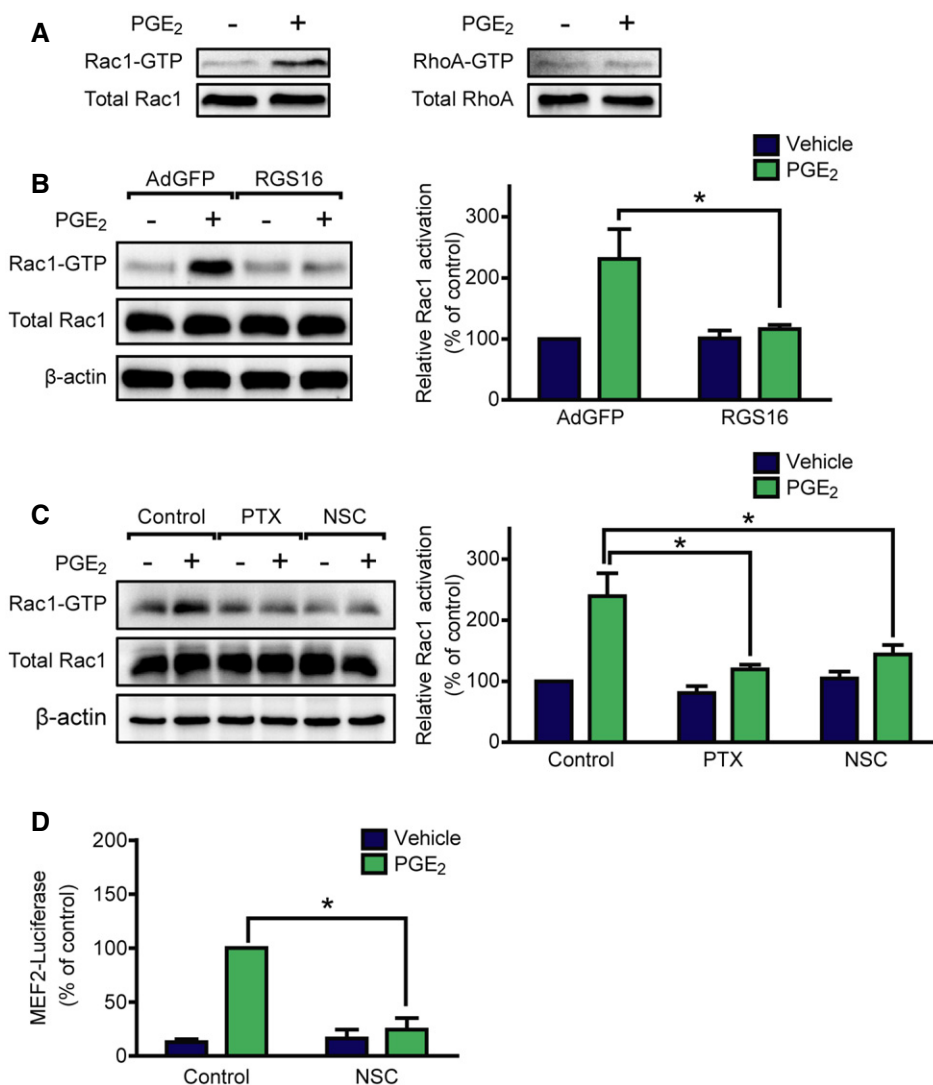 A
PGE2 - +
Rac1-GTP
Total Rac1
PGE2 - +
RhoA-GTP
Total RhoA
B
AdGFP RGS16
PGE2 - + - +
Rac1-GTP
Total Rac1
β-actin
Vehicle
PGE2
Relative Rac1 activation
(% of control)
300
200
100
0
*
AdGFP RGS16
C
Control PTX NSC
PGE2 - + - + - +
Rac1-GTP
Total Rac1
β-actin
Vehicle
PGE2
Relative Rac1 activation
(% of control)
300
200
100
0
*
*
Control PTX NSC
D
Vehicle
PGE2
MEF2-Luciferase
(% of control)
200
150
100
50
0
*
Control NSC